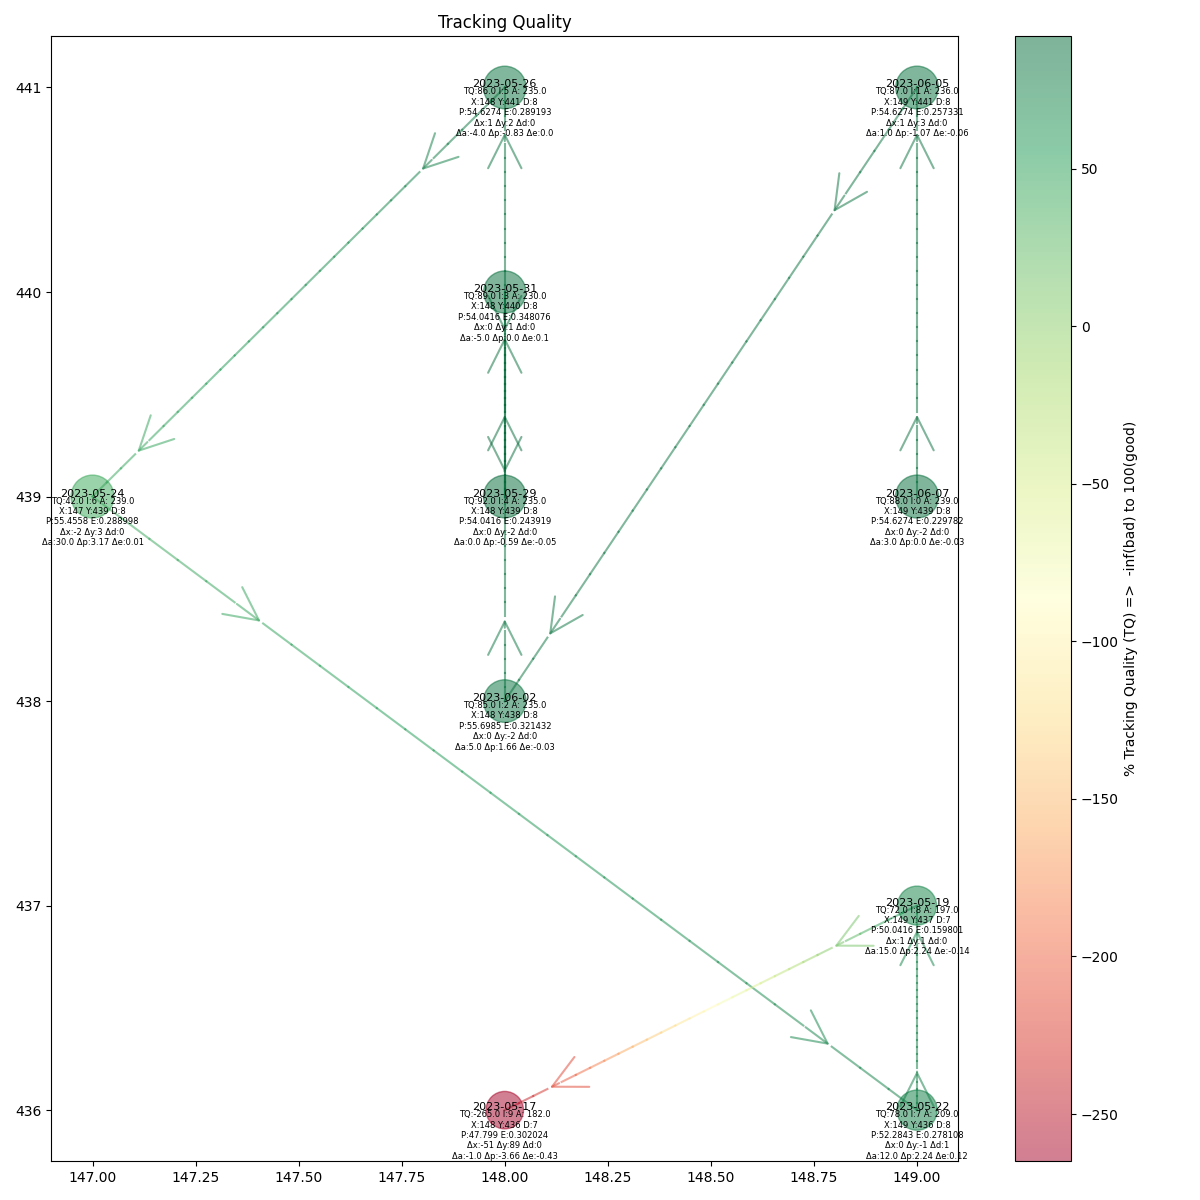 Tracking Quality
441
440
439
438
437
436
2023-05-26
TQ:86.0 I:5 A: 235.0
X:148 Y:441 D:8
P:54.6274 E:0.289193
Δx:1 Δy:2 Δd:0
Δa:-4.0 Δp:-0.83 Δe:0.0
2023-06-05
TQ:87.0 I:1 A: 236.0
X:149 Y:441 D:8
P:54.6274 E:0.257331
Δx:1 Δy:3 Δd:0
Δa:1.0 Δp:-1.07 Δe:-0.06
2023-05-31
TQ:89.0 I:3 A: 230.0
X:148 Y:440 D:8
P:54.0416 E:0.348076
Δx:0 Δy:1 Δd:0
Δa:-5.0 Δp:0.0 Δe:0.1
2023-05-24
TQ:42.0 I:6 A: 239.0
X:147 Y:439 D:8
P:55.4558 E:0.288998
Δx:-2 Δy:3 Δd:0
Δa:30.0 Δp:3.17 Δe:0.01
2023-05-29
TQ:92.0 I:4 A: 235.0
X:148 Y:439 D:8
P:54.0416 E:0.243919
Δx:0 Δy:-2 Δd:0
Δa:0.0 Δp:-0.59 Δe:-0.05
2023-06-07
TQ:88.0 I:0 A: 239.0
X:149 Y:439 D:8
P:54.6274 E:0.229782
Δx:0 Δy:-2 Δd:0
Δa:3.0 Δp:0.0 Δe:-0.03
2023-06-02
TQ:85.0 I:2 A: 235.0
X:148 Y:438 D:8
P:55.6985 E:0.321432
Δx:0 Δy:-2 Δd:0
Δa:5.0 Δp:1.66 Δe:-0.03
2023-05-19
TQ:72.0 I:8 A: 197.0
X:149 Y:437 D:7
P:50.0416 E:0.159801
Δx:1 Δy:1 Δd:0
Δa:15.0 Δp:2.24 Δe:-0.14
2023-05-17
TQ:-265.0 I:9 A: 182.0
X:148 Y:436 D:7
P:47.799 E:0.302024
Δx:-51 Δy:89 Δd:0
Δa:-1.0 Δp:-3.66 Δe:-0.43
2023-05-22
TQ:78.0 I:7 A: 209.0
X:149 Y:436 D:8
P:52.2843 E:0.278108
Δx:0 Δy:-1 Δd:1
Δa:12.0 Δp:2.24 Δe:0.12
147.00 147.25 147.50 147.75 148.00 148.25 148.50 148.75 149.00
50
0
−50
−100
−150
−200
−250
% Tracking Quality (TQ) => -inf(bad) to 100(good)